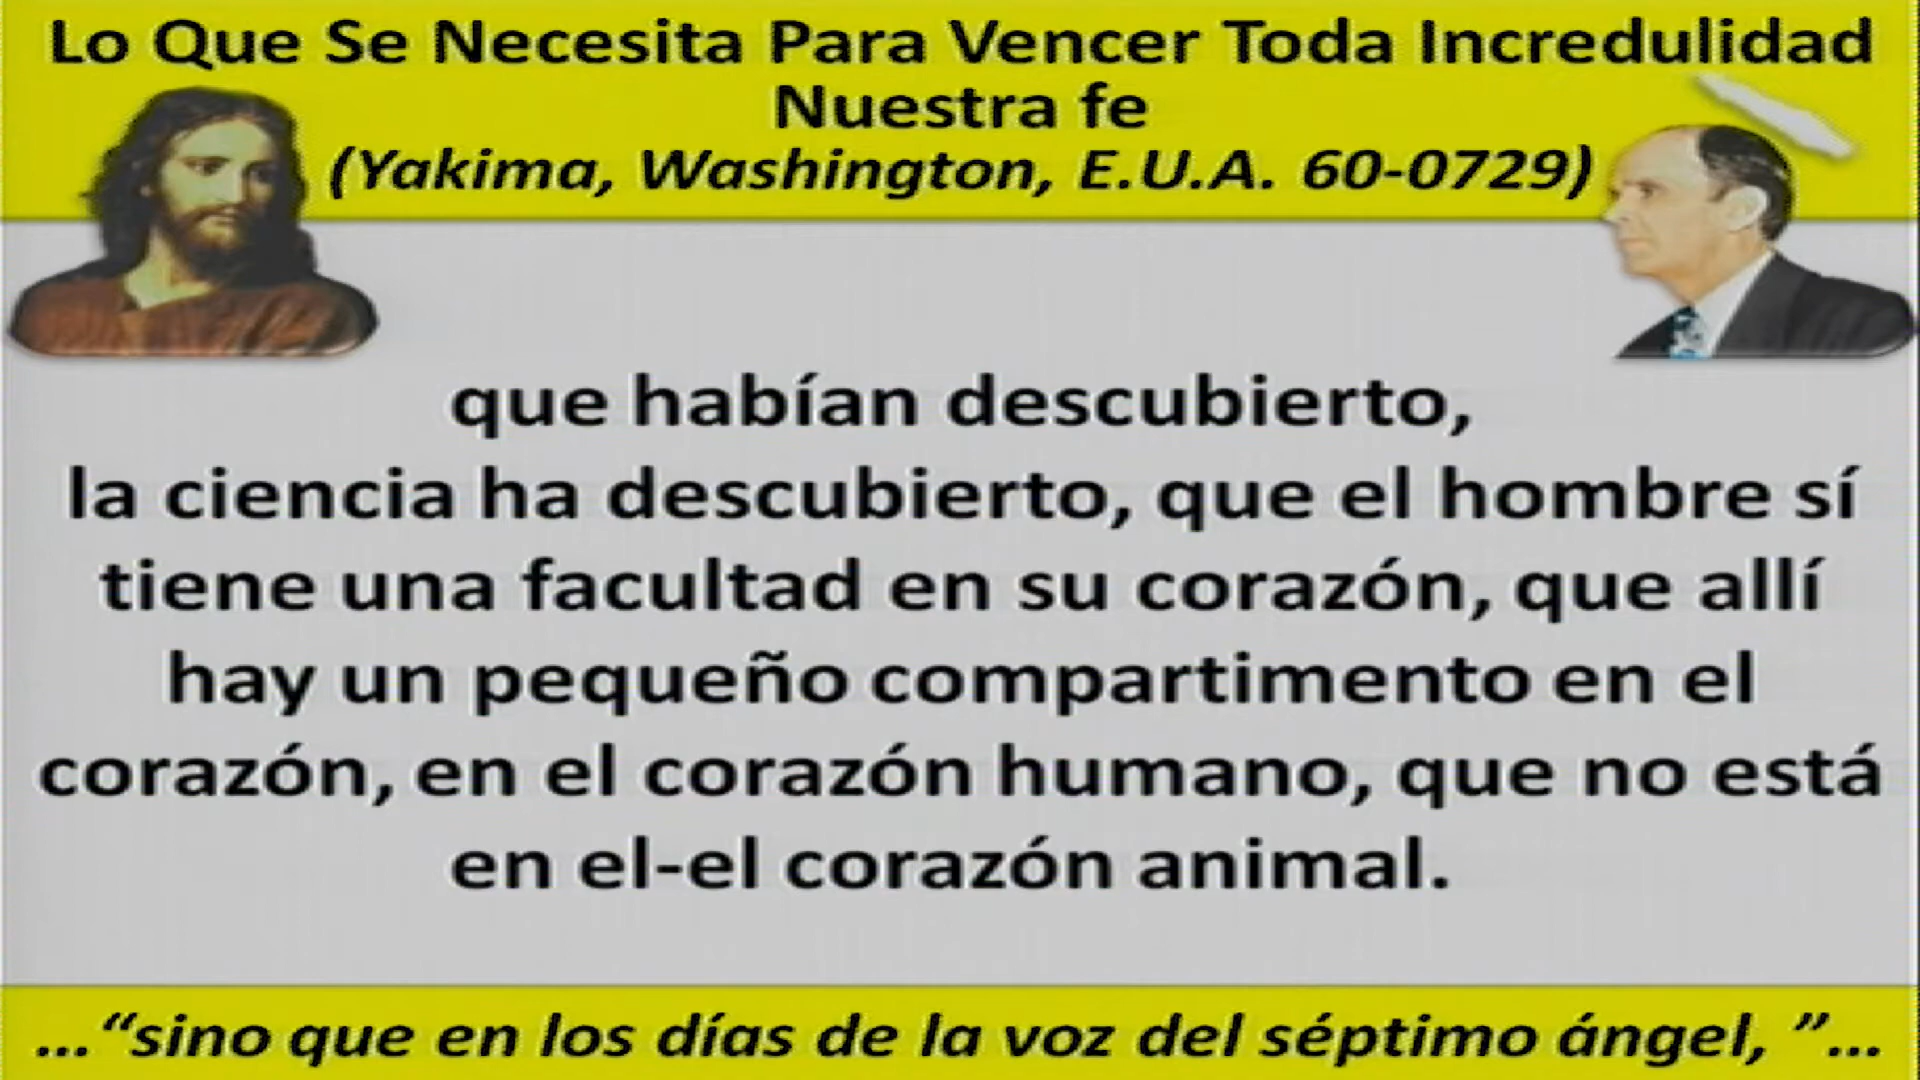 Lo Que Se Necesita Para Vencer Toda Incredulidad
Nuestra fe
(Yakima, Washington, E.U.A. 60-0729)
que habían descubierto,
la ciencia ha descubierto, que el hombre sí
tiene una facultad en su corazón, que allí
hay un pequeño compartimento en el
corazón, en el corazón humano, que no está
en el-el corazón animal.
...“sino que en los días de la voz del séptimo ángel, ”...